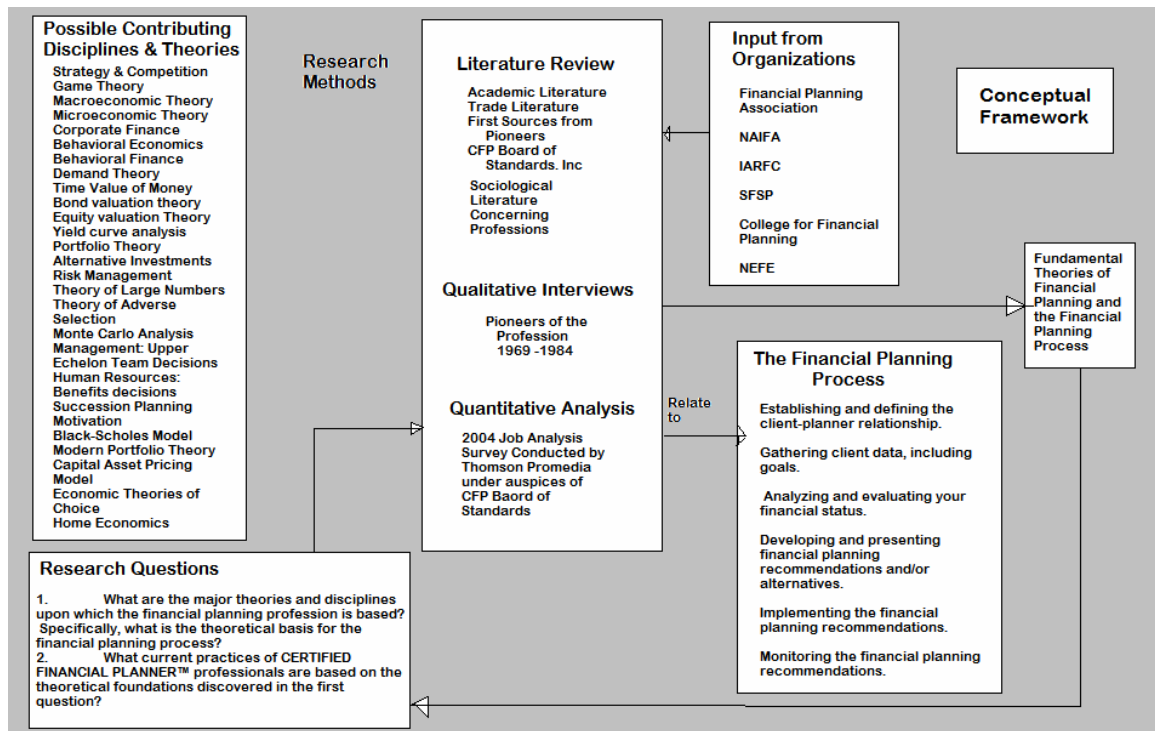 Possible Contributing
Disciplines & Theories
Strategy & Competition
Game Theory
Macroeconomic Theory
Microeconomic Theory
Corporate Finance
Behavioral Economics
Behavioral Finance
Demand Theory
Time Value of Money
Bond valuation theory
Equity valuation Theory
Yield curve analysis
Portfolio Theory
Alternative Investments
Risk Management
Theory of Large Numbers
Theory of Adverse
Selection
Monte Carlo Analysis
Management: Upper
Echelon Team Decisions
Human Resources:
Benefits decisions
Succession Planning
Motivation
Black-Scholes Model
Modern Portfolio Theory
Capital Asset Pricing
Model
Economic Theories of
Choice
Home Economics
Research
Methods
Literature Review
Academic Literature
Trade Literature
First Sources from
Pioneers
CFP Board of
Standards. Inc
Sociological
Literature
Concerning
Professions
Qualitative Interviews
Pioneers of the
Profession
1969 -1984
Quantitative Analysis
2004 Job Analysis
Survey Conducted by
Thomson Promedia
under auspices of
CFP Baord of
Standards
Input from
Organizations
Financial Planning
Association
NAIFA
IARFC
SFSP
College for Financial
Planning
NEFE
Conceptual
Framework
Fundamental
Theories of
Financial
Planning and
the Financial
Planning
Process
Relate
to
The Financial Planning
Process
Establishing and defining the
client-planner relationship.
Gathering client data, including
goals.
Analyzing and evaluating your
financial status.
Developing and presenting
financial planning
recommendations and/or
alternatives.
Implementing the financial
planning recommendations.
Monitoring the financial planning
recommendations.
Research Questions
1. What are the major theories and disciplines
upon which the financial planning profession is based?
Specifically, what is the theoretical basis for the
financial planning process?
2. What current practices of CERTIFIED
FINANCIAL PLANNER™ professionals are based on the
theoretical foundations discovered in the first
question?